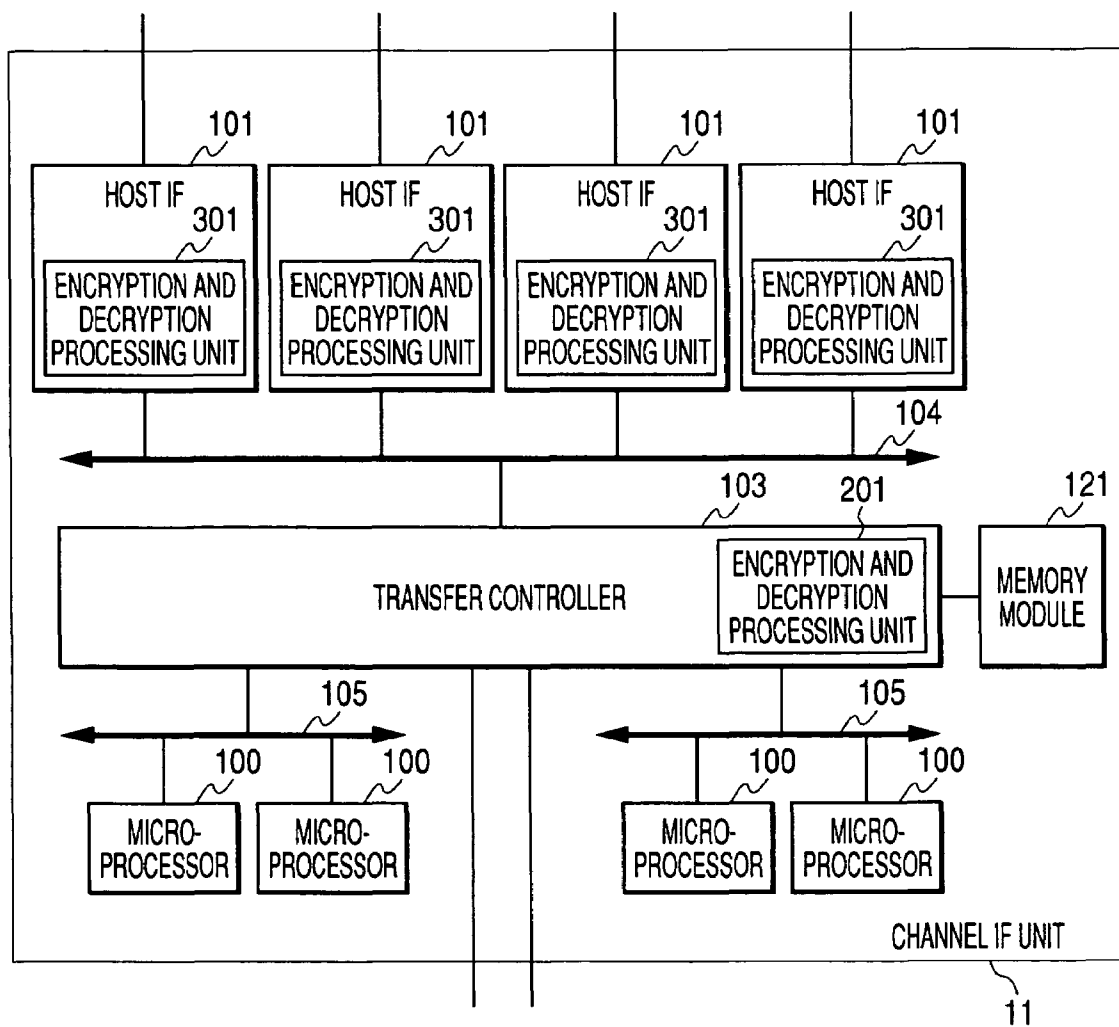 101 101 101 101
HOST IF HOST IF HOST IF HOST IF
301 301 301 301
ENCRYPTION AND DECRYPTION PROCESSING UNIT
ENCRYPTION AND DECRYPTION PROCESSING UNIT
ENCRYPTION AND DECRYPTION PROCESSING UNIT
ENCRYPTION AND DECRYPTION PROCESSING UNIT
104
103 201 121
TRANSFER CONTROLLER
ENCRYPTION AND
DECRYPTION
PROCESSING UNIT
MEMORY
MODULE
105 105
100 100 100 100
MICRO-
PROCESSOR
MICRO-
PROCESSOR
MICRO-
PROCESSOR
MICRO-
PROCESSOR
CHANNEL IF UNIT
11